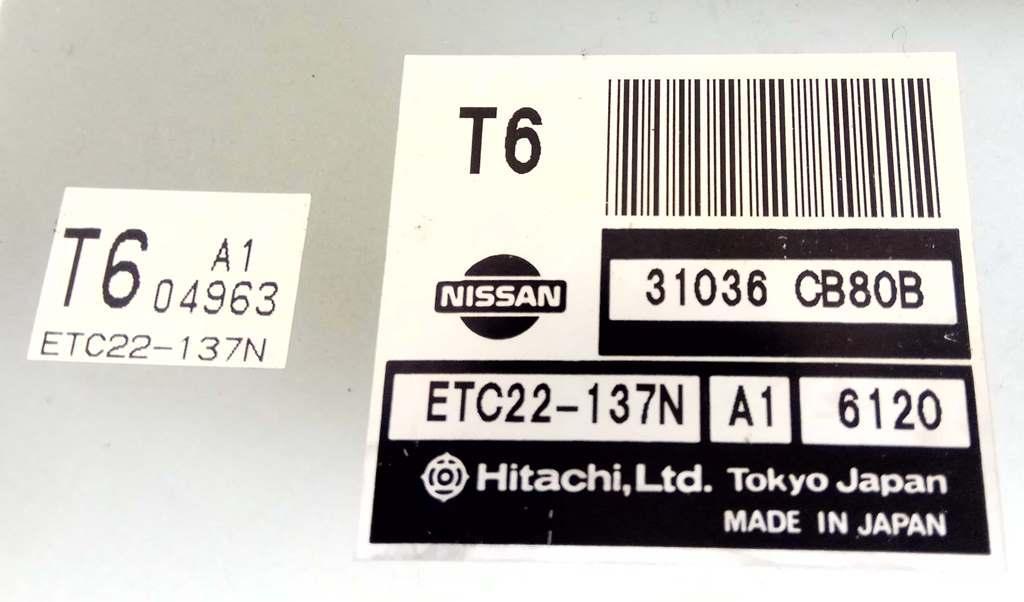 T6 A1
04963
ETC22-137N
T6
NISSAN
31036 CB80B
ETC22-137N A1 6120
Hitachi, Ltd. Tokyo Japan
MADE IN JAPAN